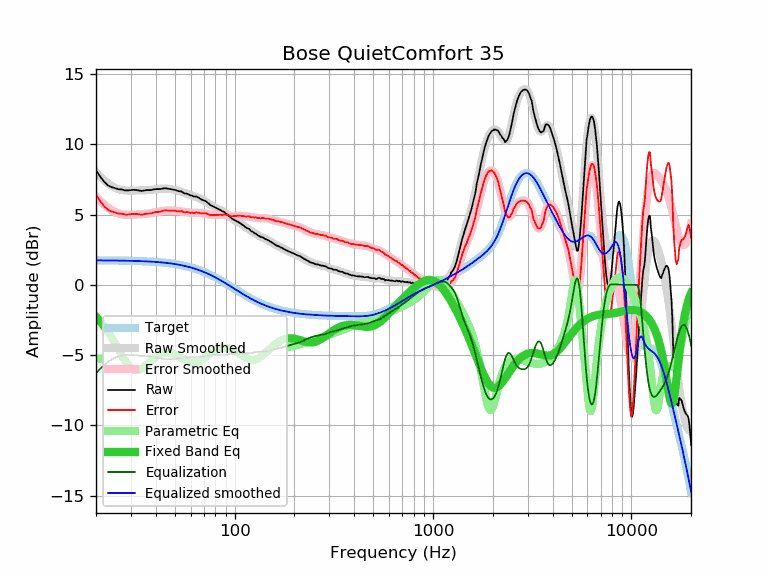 Bose QuietComfort 35
Amplitude (dBr)
15
10
5
0
−5
−10
−15
Target
Raw Smoothed
Error Smoothed
Raw
Error
Parametric Eq
Fixed Band Eq
Equalization
Equalized smoothed
100
1000
10000
Frequency (Hz)